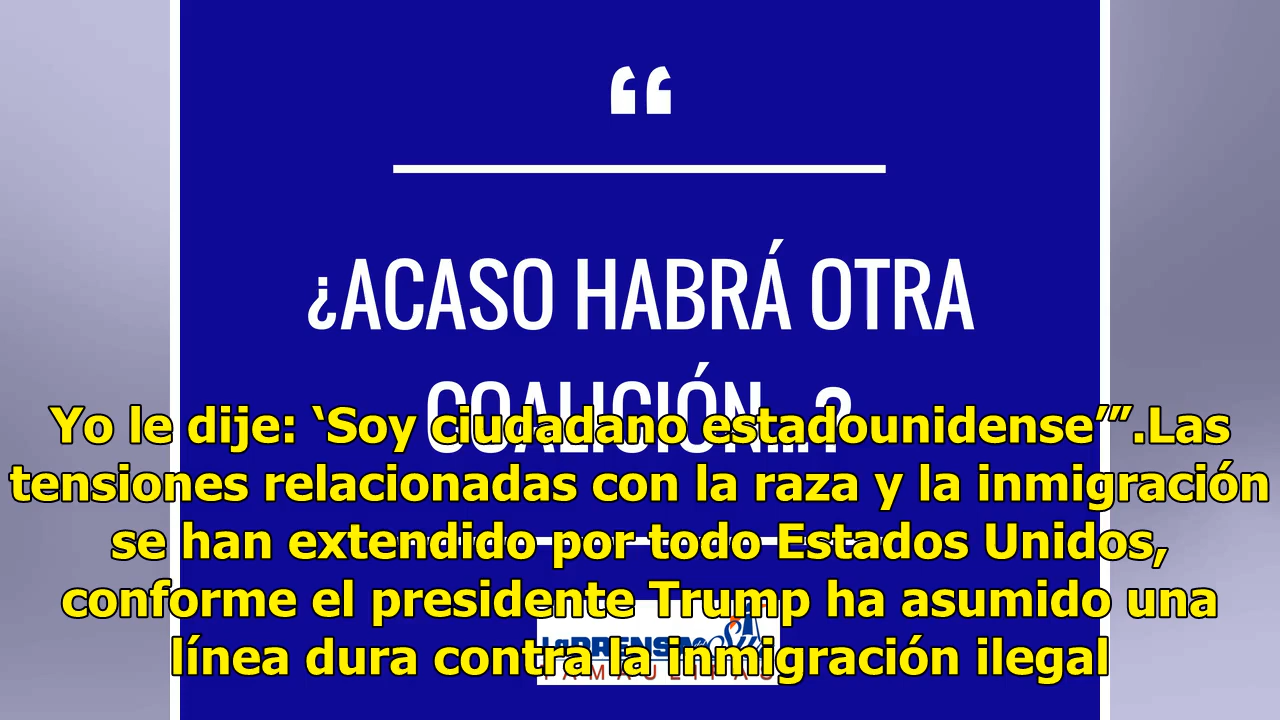 “
¿ACASO HABRÁ OTRA
COALICIÓN...?
Yo le dije: ‘Soy ciudadano estadounidense’”.Las
tensiones relacionadas con la raza y la inmigración
se han extendido por todo Estados Unidos,
conforme el presidente Trump ha asumido una
línea dura contra la inmigración ilegal